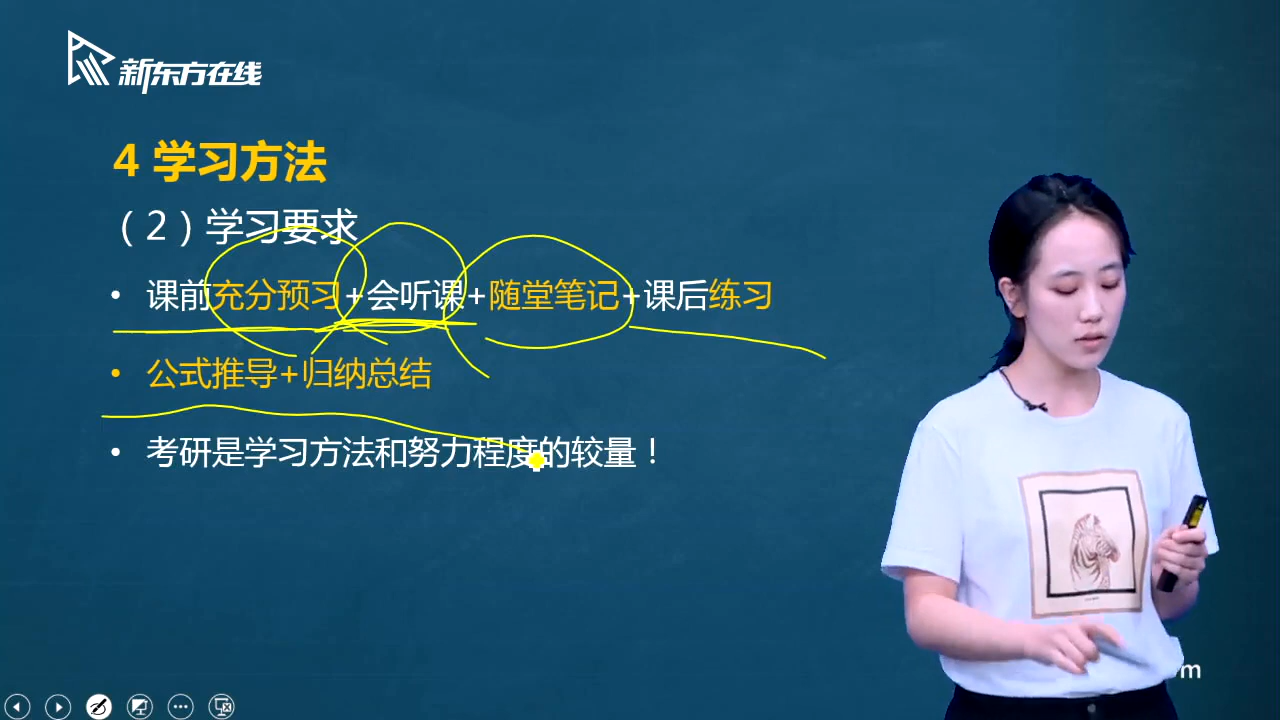 新东方在线
4 学习方法
（2）学习要求
• 课前充分预习+会听课+随堂笔记+课后练习
• 公式推导+归纳总结
• 考研是学习方法和努力程度的较量！